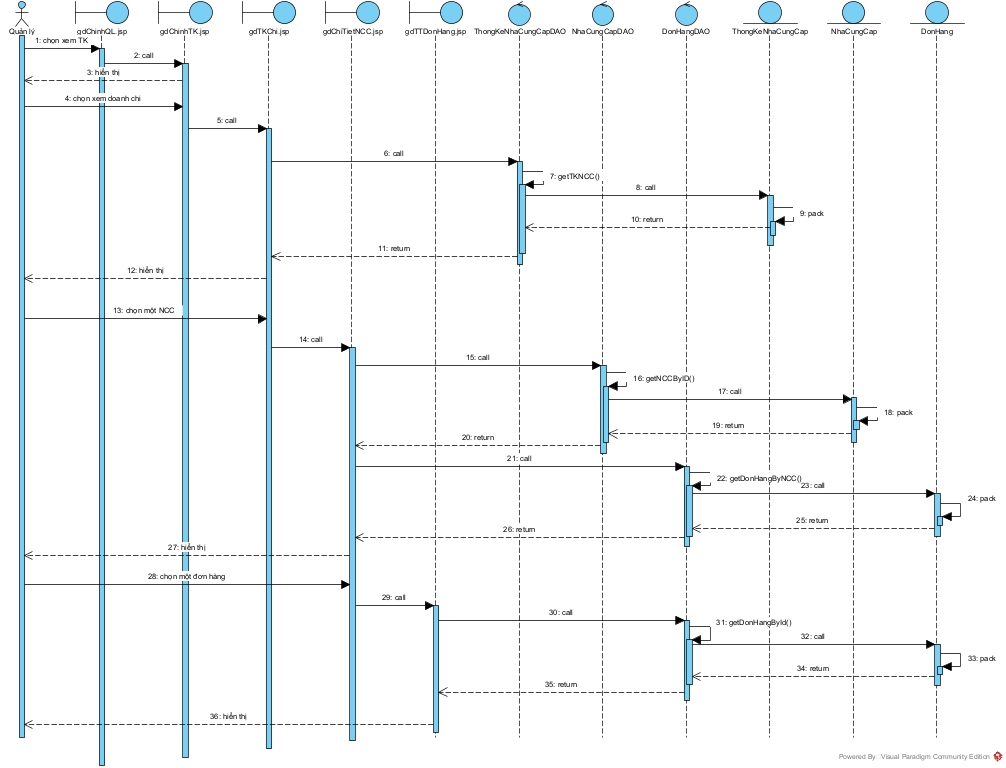 Quản lý
gdChinhQL.jsp
gdChinhTK.jsp
gdTKChi.jsp
gdChiTietNCC.jsp
gdTTDonHang.jsp
ThongKeNhaCungCapDAO
NhaCungCapDAO
DonHangDAO
ThongKeNhaCungCap
NhaCungCap
DonHang
1: chọn xem TK
2: call
3: hiển thị
4: chọn xem doanh chi
5: call
6: call
7: getTKNCC()
8: call
9: pack
10: return
11: return
12: hiển thị
13: chọn một NCC
14: call
15: call
16: getNCCByID()
17: call
18: pack
19: return
20: return
21: call
22: getDonHangByNCC()
23: call
24: pack
25: return
26: return
27: hiển thị
28: chọn một đơn hàng
29: call
30: call
31: getDonHangById()
32: call
33: pack
34: return
35: return
36: hiển thị
Powered By Visual Paradigm Community Edition